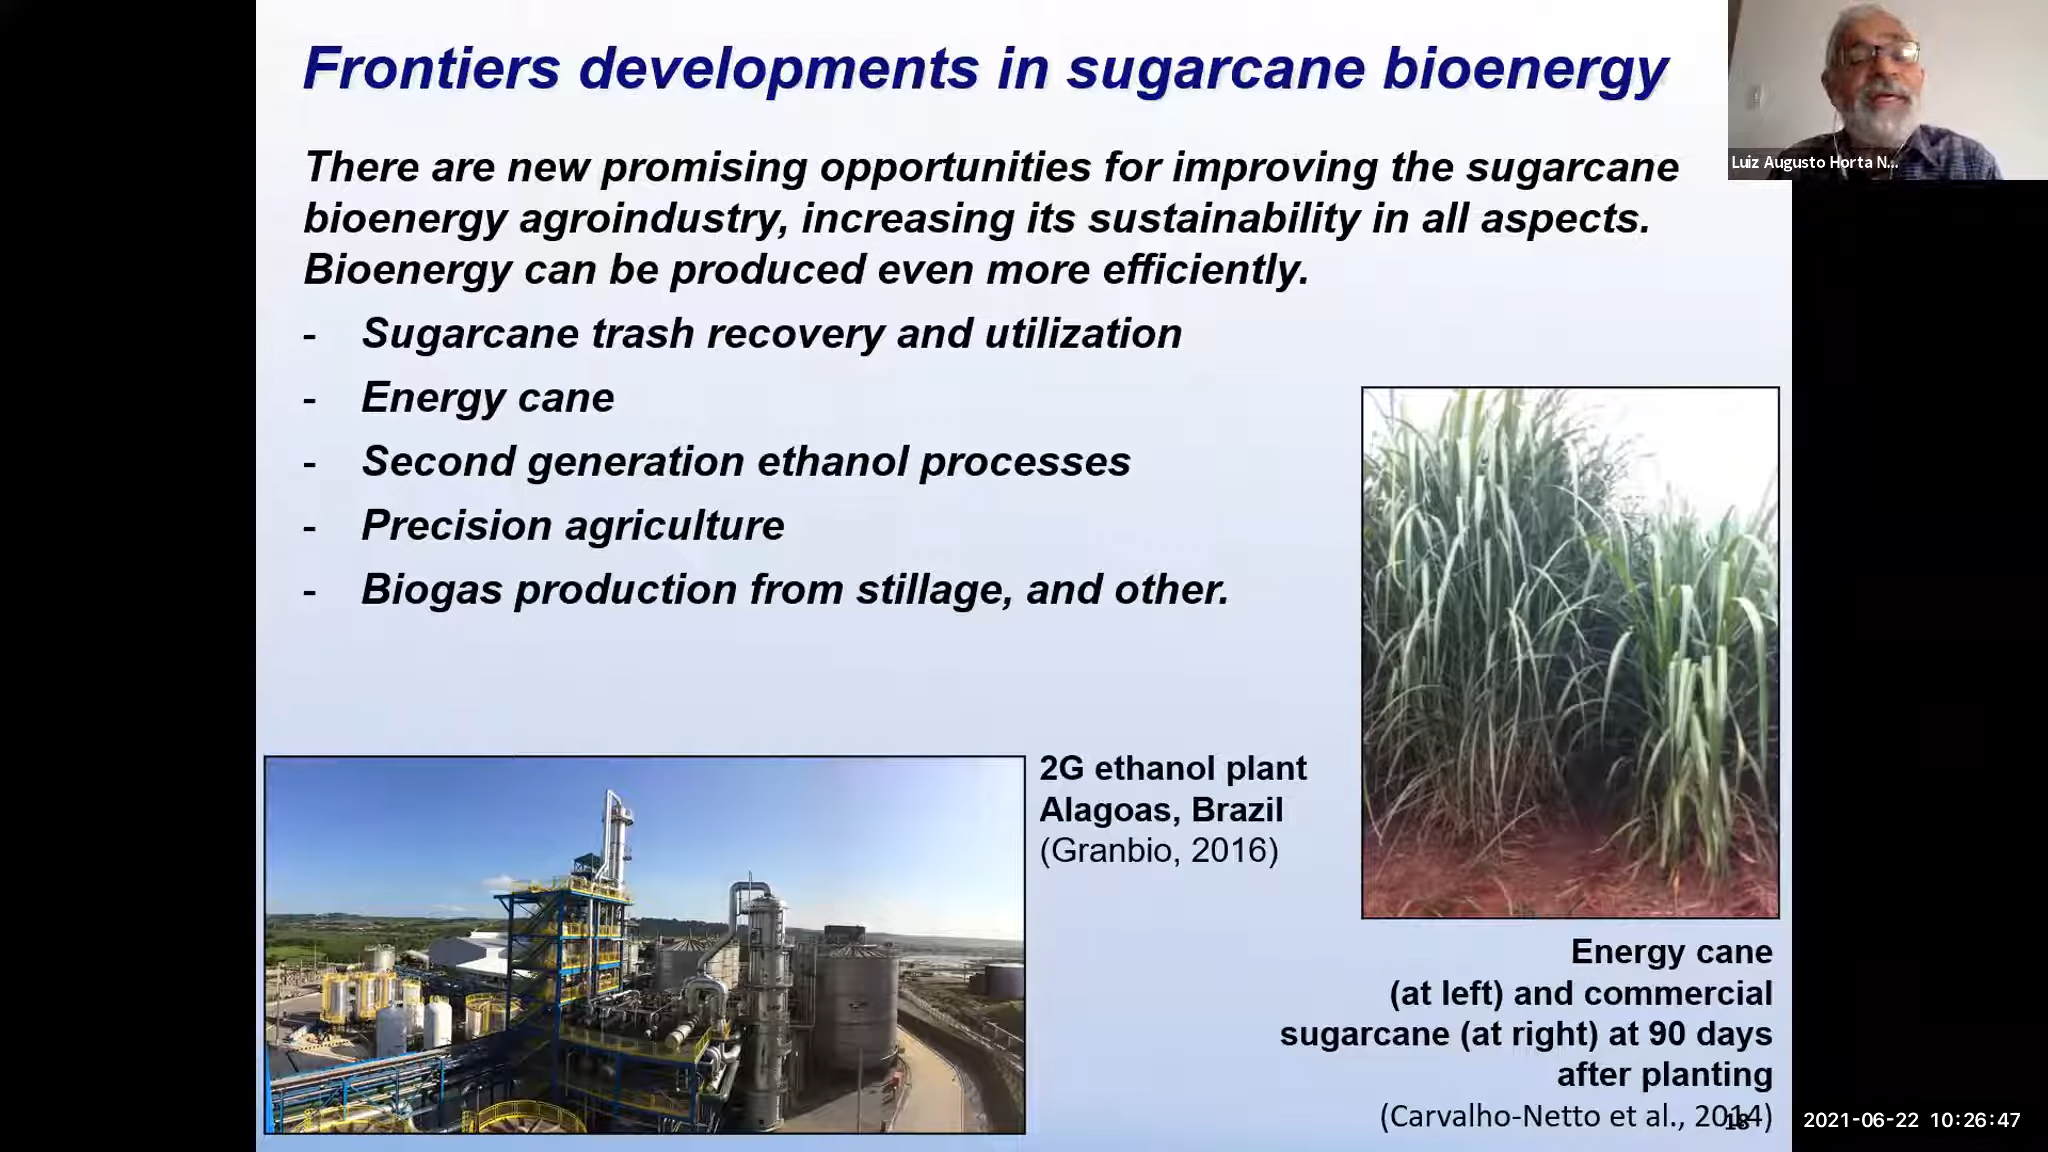 Frontiers developments in sugarcane bioenergy
Luiz Augusto Horta N...
There are new promising opportunities for improving the sugarcane
bioenergy agroindustry, increasing its sustainability in all aspects.
Bioenergy can be produced even more efficiently.
- Sugarcane trash recovery and utilization
- Energy cane
- Second generation ethanol processes
- Precision agriculture
- Biogas production from stillage, and other.
2G ethanol plant
Alagoas, Brazil
(Granbio, 2016)
Energy cane
(at left) and commercial
sugarcane (at right) at 90 days
after planting
(Carvalho-Netto et al., 2014)
18
2021-06-22 10:26:47